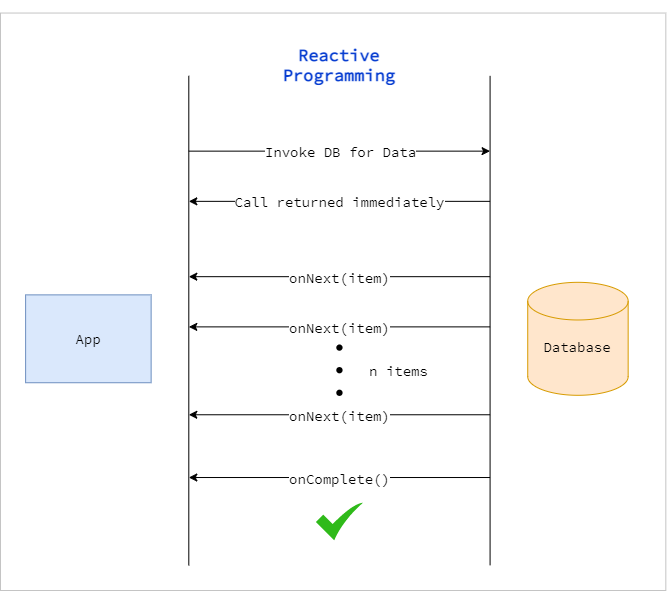 Reactive
Programming
Invoke DB for Data
Call returned immediately
onNext(item)
App
onNext(item)
Database
n items
onNext(item)
onComplete()